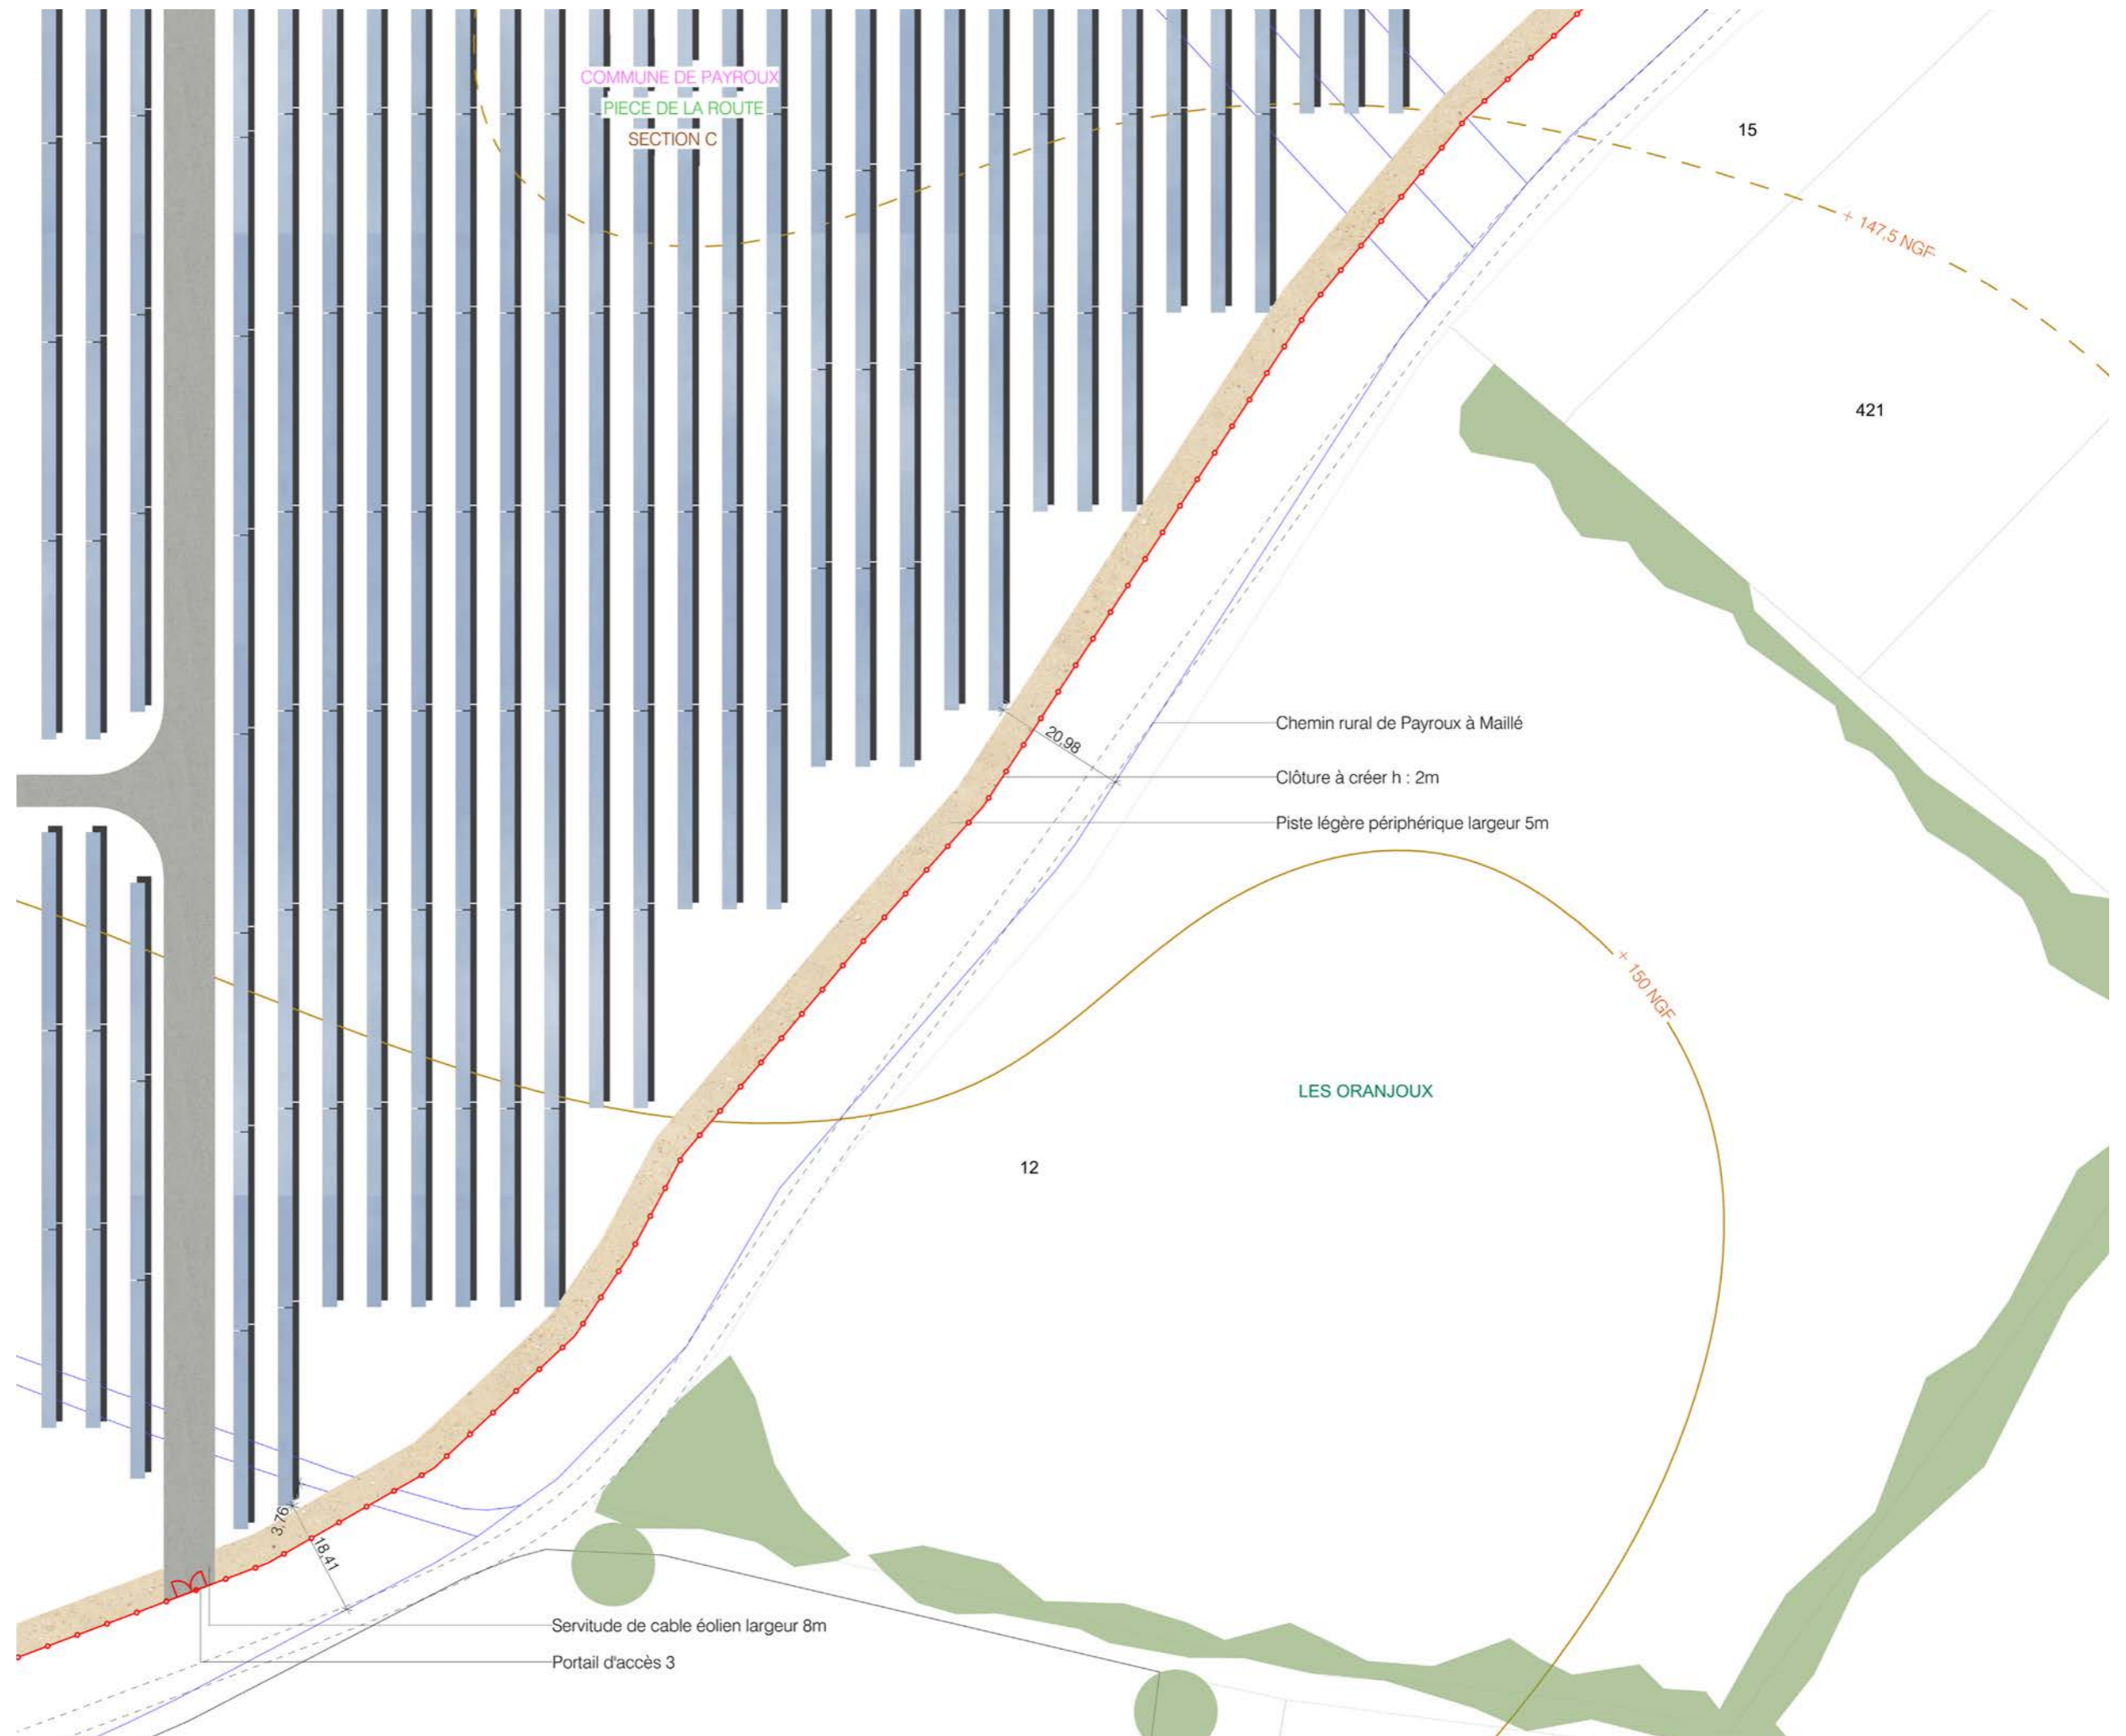 COMMUNE DE PAYROUX
PIECE DE LA ROUTE
SECTION C
15
+ 147,5 NGF
421
Chemin rural de Payroux à Maillé
20,98
Clôture à créer h : 2m
Piste légère périphérique largeur 5m
+ 150 NGF
LES ORANJOUX
12
3,76
18,41
Servitude de cable éolien largeur 8m
Portail d'accès 3